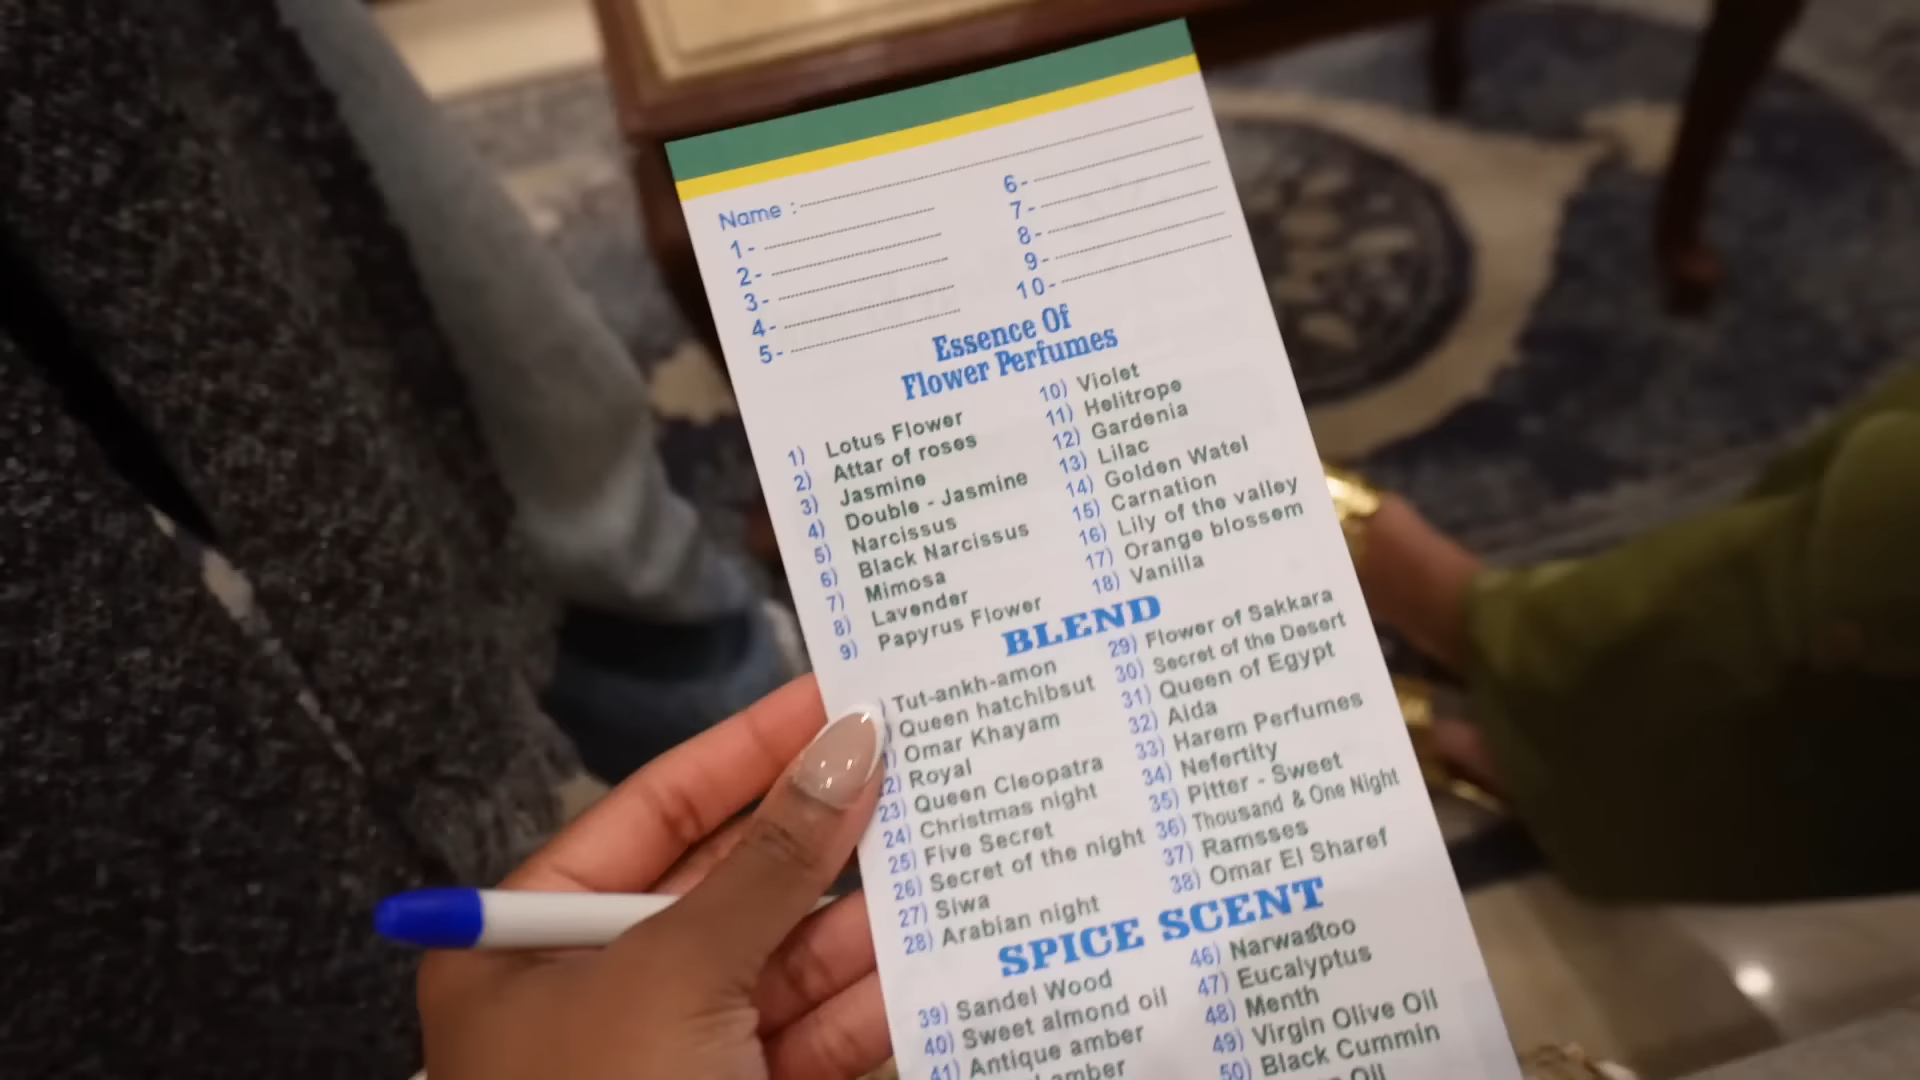 Name :
1-
2-
3-
4-
5-
6-
7-
8-
9-
10-
Essence Of
Flower Perfumes
1) Lotus Flower
2) Attar of roses
3) Jasmine
4) Double - Jasmine
5) Narcissus
6) Black Narcissus
7) Mimosa
8) Lavender
9) Papyrus Flower
10) Violet
11) Helitrope
12) Gardenia
13) Lilac
14) Golden Watel
15) Carnation
16) Lily of the valley
17) Orange blossem
18) Vanilla
BLEND
) Tut-ankh-amon
Queen hatchibsut
) Omar Khayam
2) Royal
23) Queen Cleopatra
24) Christmas night
25) Five Secret
26) Secret of the night
27) Siwa
28) Arabian night
29) Flower of Sakkara
30) Secret of the Desert
31) Queen of Egypt
32) Aida
33) Harem Perfumes
34) Nefertity
35) Pitter - Sweet
36) Thousand & One Night
37) Ramsses
38) Omar El Sharef
SPICE SCENT
39) Sandel Wood
40) Sweet almond oil
41) Antique amber
amber
46) Narwastoo
47) Eucalyptus
48) Menth
49) Virgin Olive Oil
50) Black Cummin
Oil